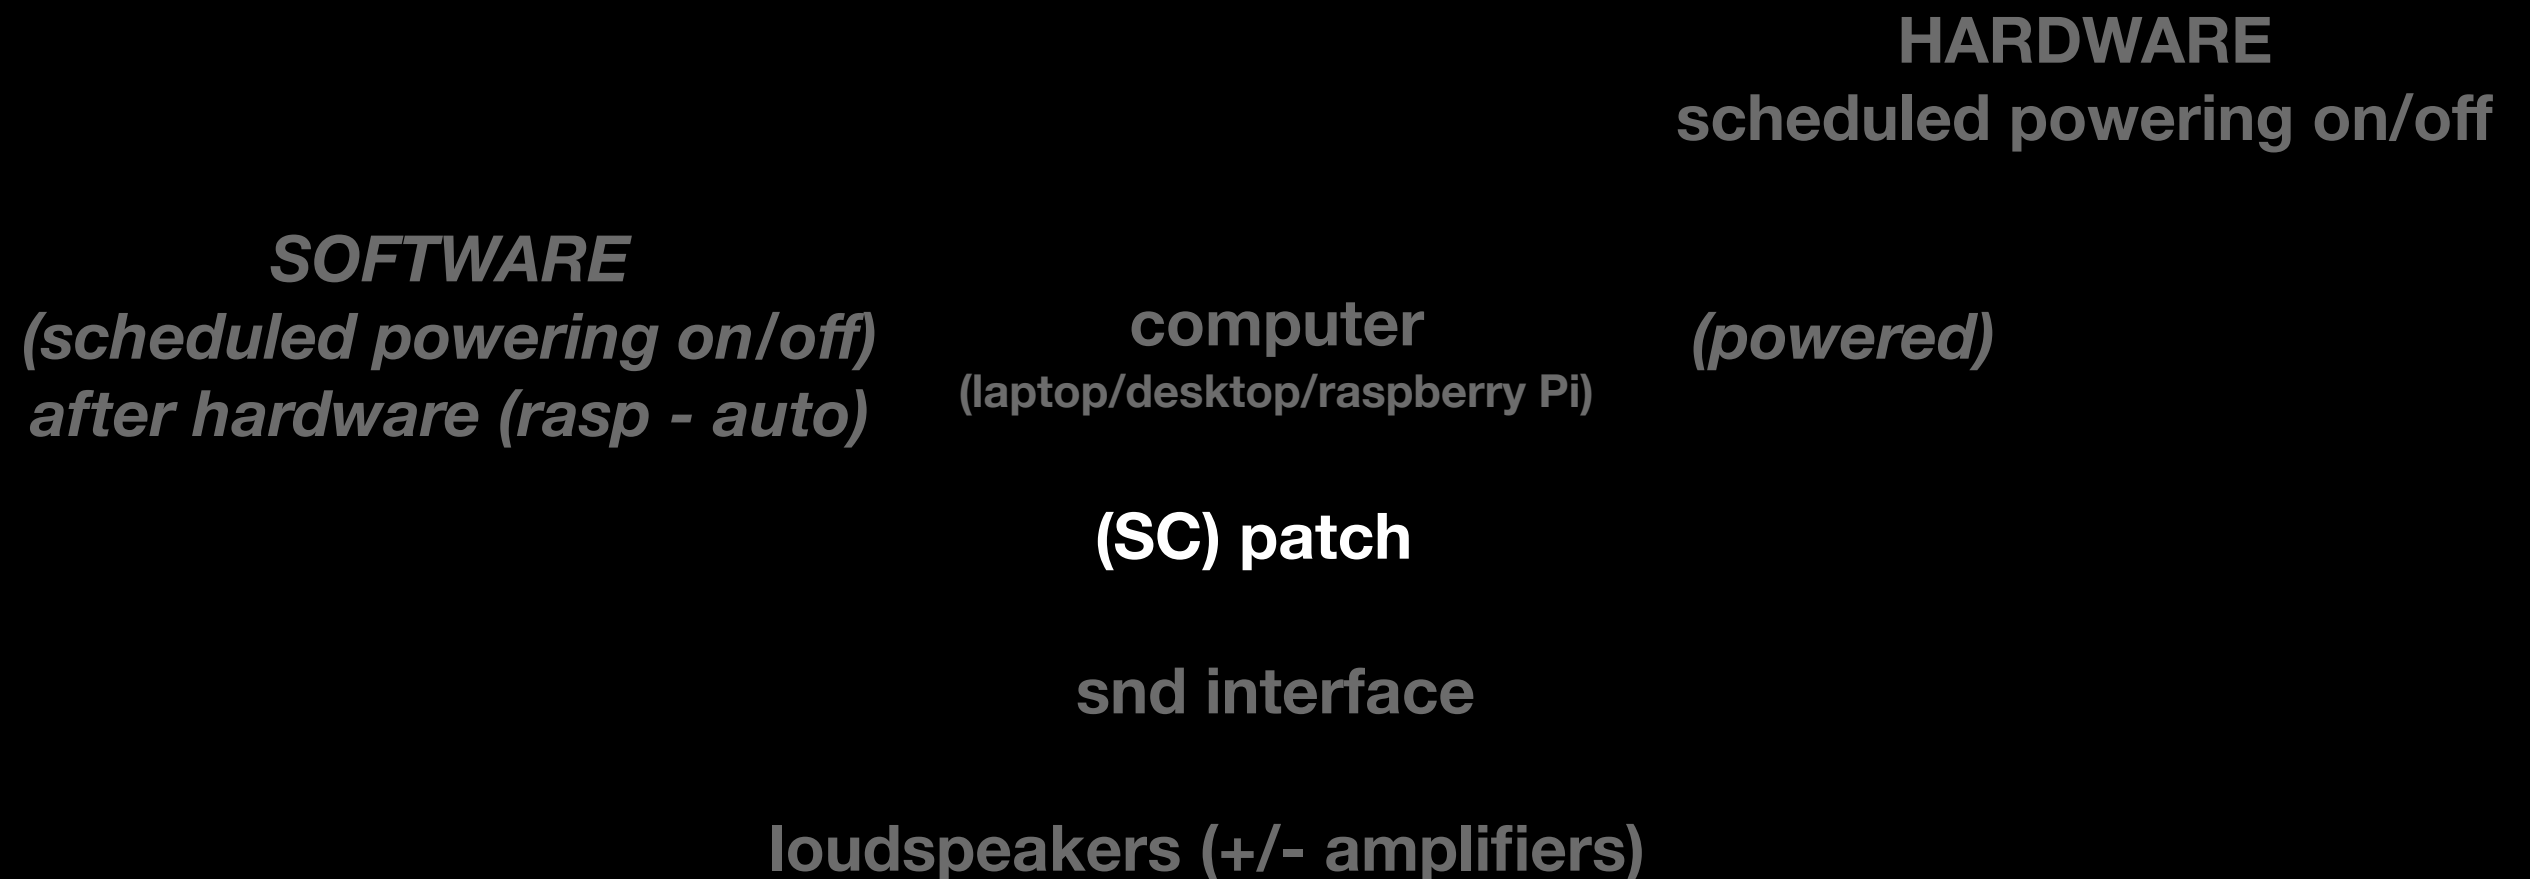 HARDWARE
scheduled powering on/off
SOFTWARE
(scheduled powering on/off)
after hardware (rasp - auto)
computer
(laptop/desktop/raspberry Pi)
(powered)
(SC) patch
snd interface
loudspeakers (+/- amplifiers)